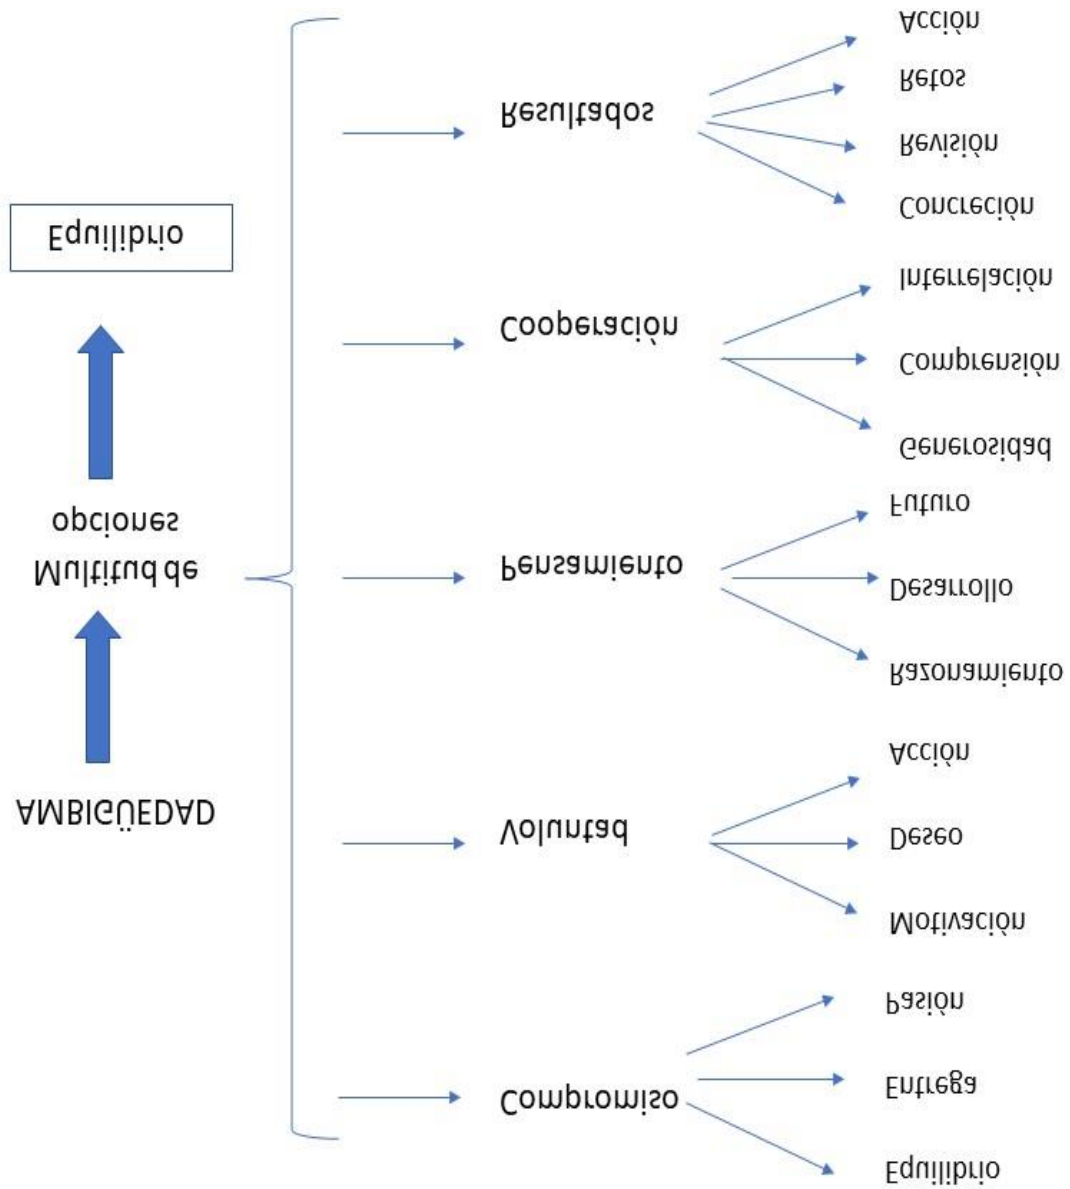 AMBIGÜEDAD
Multitud de
opciones
Equilibrio
Compromiso
Equilibrio
Entrega
Pasión
Voluntad
Motivación
Deseo
Acción
Pensamiento
Razonamiento
Desarrollo
Futuro
Cooperación
Generosidad
Comprensión
Interrelación
Resultados
Concreción
Revisión
Retos
Acción